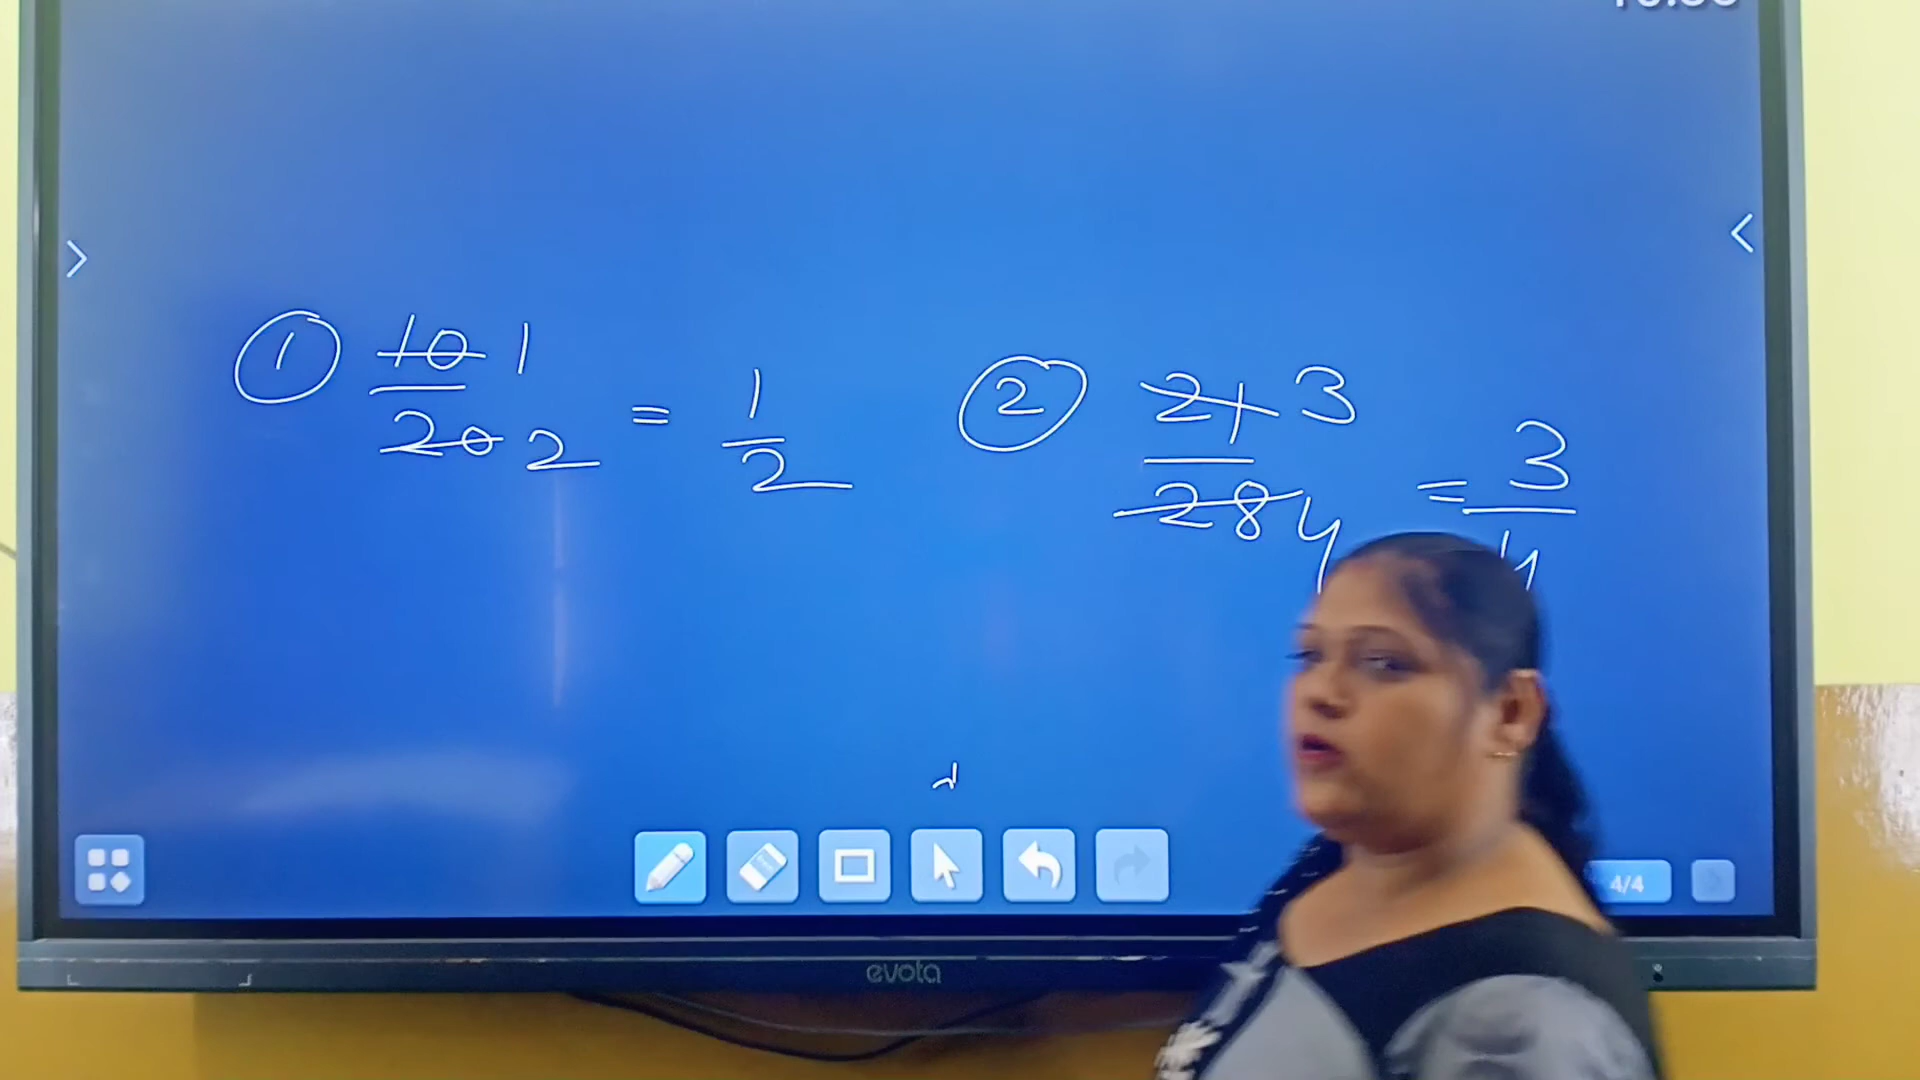 ① 10 1
20 2
= 1
2
② 21 3
28 4
= 3
4
4/4
evota